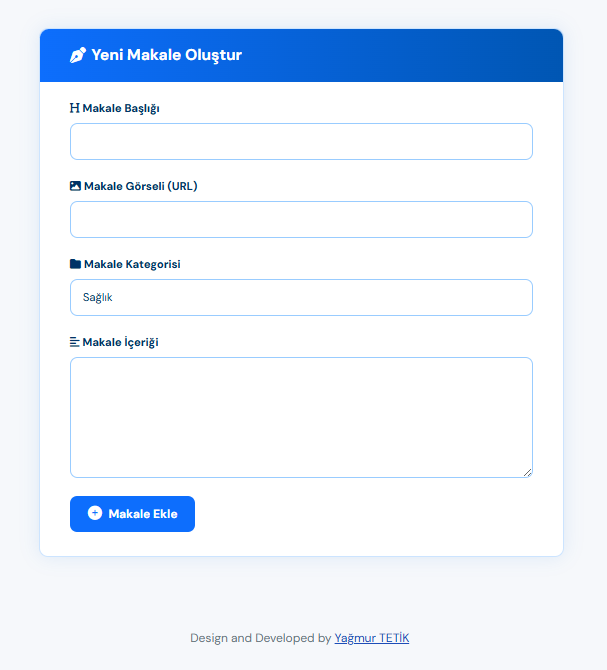 Yeni Makale Oluştur
Makale Başlığı
Makale Görseli (URL)
Makale Kategorisi
Sağlık
Makale İçeriği
Makale Ekle
Design and Developed by Yağmur TETİK